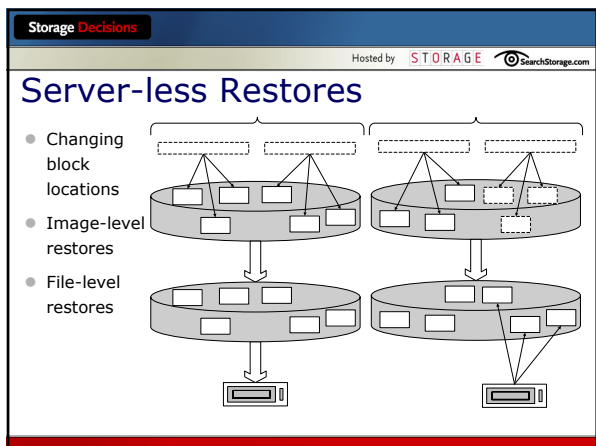 Storage Decisions
Hosted by STORAGE SearchStorage.com
Server-less Restores
Changing
block
locations
Image-level
restores
File-level
restores